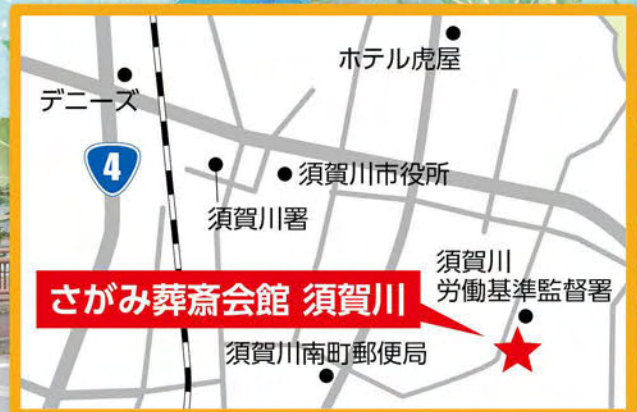 ホテル虎屋
デニーズ
4
須賀川市役所
須賀川署
須賀川
労働基準監督署
さがみ葬斎会館 須賀川
須賀川南町郵便局